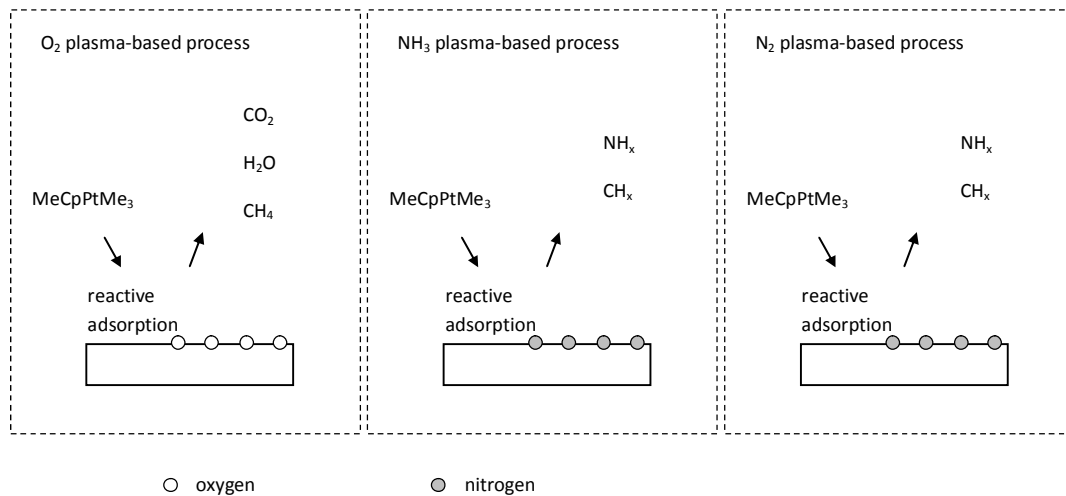 O₂ plasma-based process
CO₂
H₂O
CH₄
MeCpPtMe₃
reactive
adsorption
NH₃ plasma-based process
NHₓ
CHₓ
MeCpPtMe₃
reactive
adsorption
N₂ plasma-based process
NHₓ
CHₓ
MeCpPtMe₃
reactive
adsorption
oxygen
nitrogen